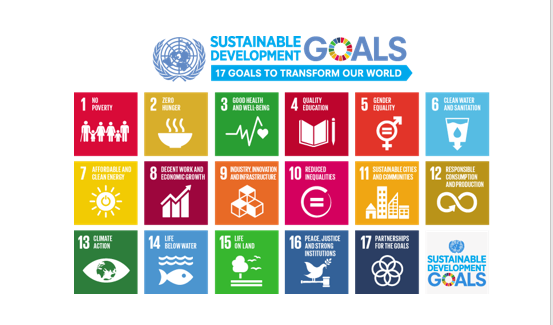 SUSTAINABLE
DEVELOPMENT
GOALS
17 GOALS TO TRANSFORM OUR WORLD
1 NO
POVERTY
2 ZERO
HUNGER
3 GOOD HEALTH
AND WELL-BEING
4 QUALITY
EDUCATION
5 GENDER
EQUALITY
6 CLEAN WATER
AND SANITATION
7 AFFORDABLE AND
CLEAN ENERGY
8 DECENT WORK AND
ECONOMIC GROWTH
9 INDUSTRY, INNOVATION
AND INFRASTRUCTURE
10 REDUCED
INEQUALITIES
11 SUSTAINABLE CITIES
AND COMMUNITIES
12 RESPONSIBLE
CONSUMPTION
AND PRODUCTION
13 CLIMATE
ACTION
14 LIFE
BELOW WATER
15 LIFE
ON LAND
16 PEACE, JUSTICE
AND STRONG
INSTITUTIONS
17 PARTNERSHIPS
FOR THE GOALS
SUSTAINABLE
DEVELOPMENT
GOALS